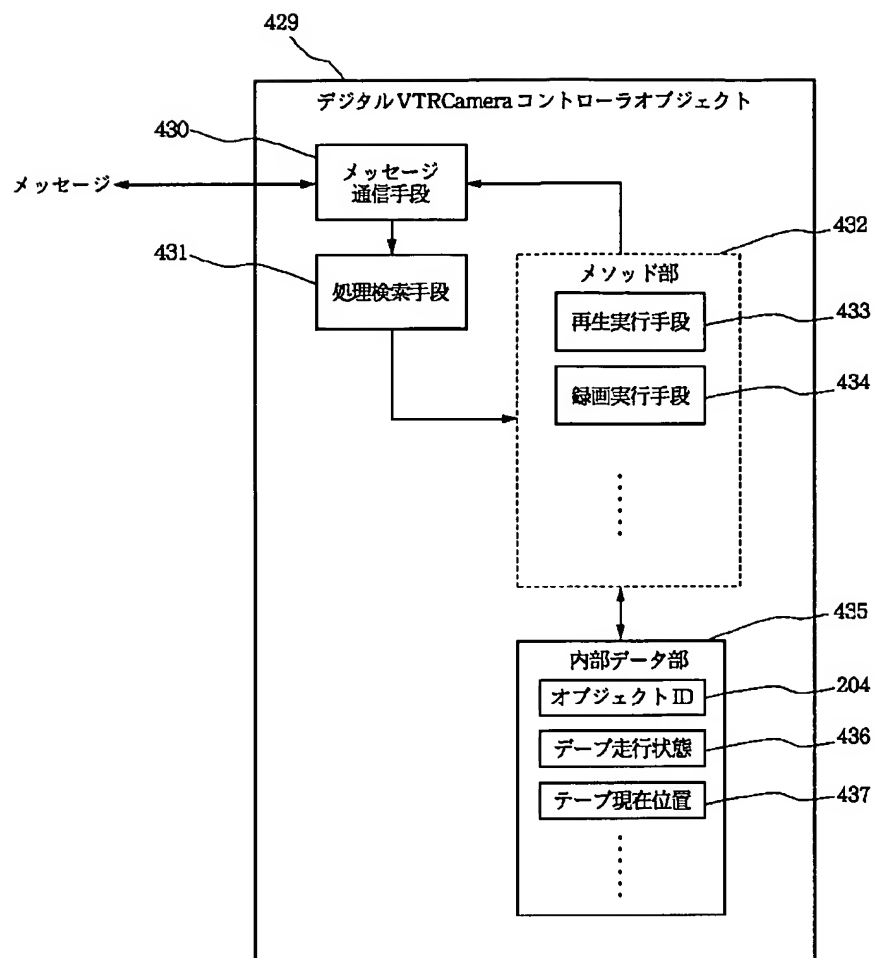 429
デジタルVTRCameraコントローラオブジェクト
430
メッセージ
メッセージ
通信手段
432
431
処理検索手段
メソッド部
再生実行手段
433
録画実行手段
434
435
内部データ部
オブジェクトID
204
デープ走行状態
436
テープ現在位置
437